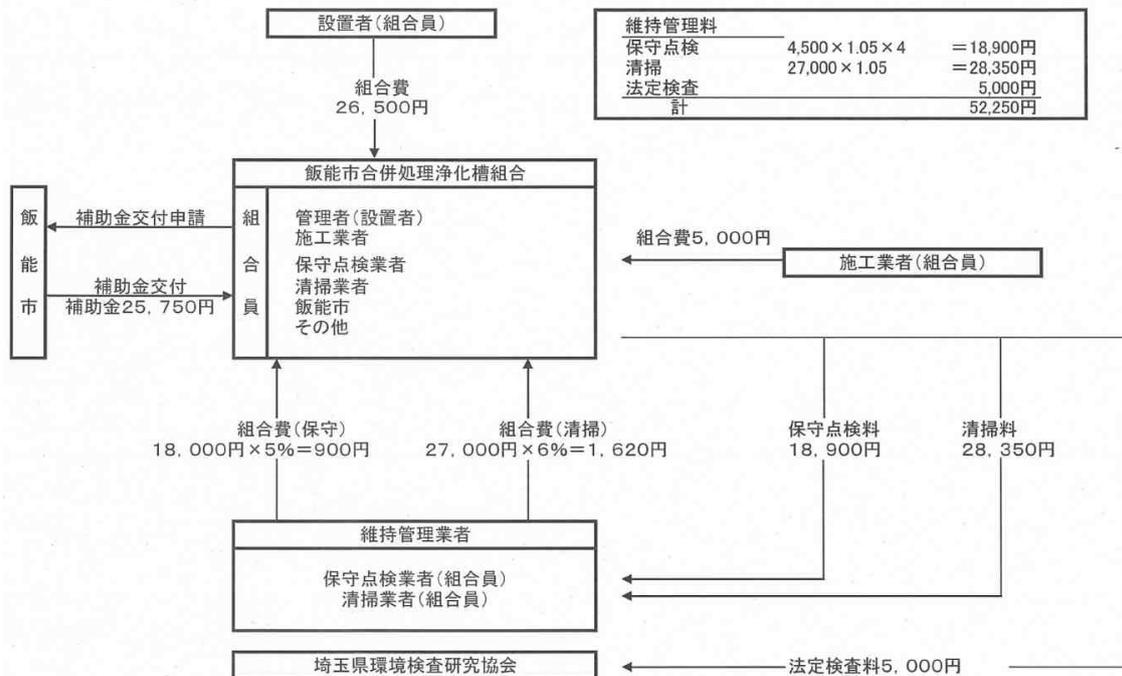 設置者(組合員)
組合費
26,500円
維持管理料
保守点検 4,500×1.05×4 =18,900円
清掃 27,000×1.05 =28,350円
法定検査 5,000円
計 52,250円
飯能市合併処理浄化槽組合
飯能市
補助金交付申請
補助金交付
補助金25,750円
組合員
管理者(設置者)
施工業者
保守点検業者
清掃業者
飯能市
その他
組合費5,000円
施工業者(組合員)
組合費(保守)
18,000円×5%=900円
組合費(清掃)
27,000円×6%=1,620円
保守点検料
18,900円
清掃料
28,350円
維持管理業者
保守点検業者(組合員)
清掃業者(組合員)
埼玉県環境検査研究協会
法定検査料5,000円